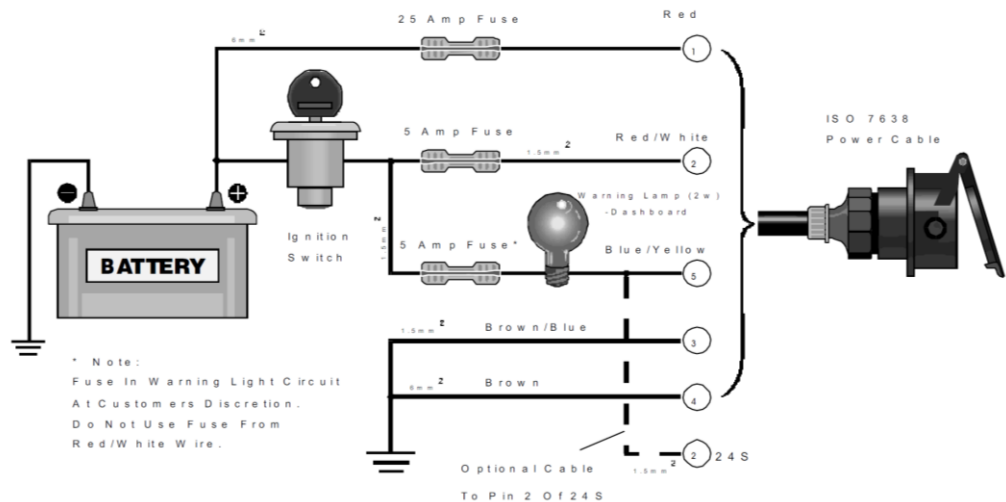 25 Amp Fuse
Red
6mm²
1
ISO 7638
Power Cable
5 Amp Fuse
1.5mm²
Red/White
2
Warning Lamp (2w)
-Dashboard
Ignition
Switch
1.5mm²
5 Amp Fuse*
Blue/Yellow
5
BATTERY
1.5mm²
Brown/Blue
3
* Note:
Fuse In Warning Light Circuit
At Customers Discretion.
Do Not Use Fuse From
Red/White Wire.
6mm²
Brown
4
2
24S
1.5mm²
Optional Cable
To Pin 2 Of 24S